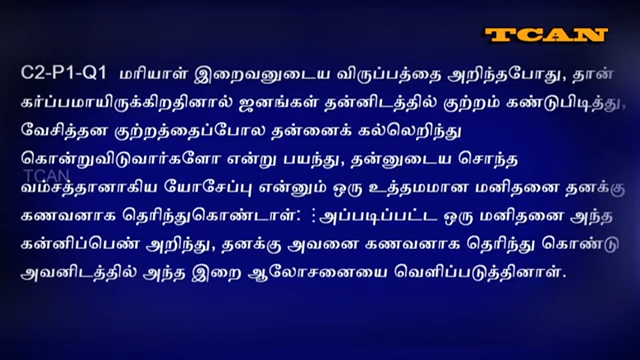 TCAN
C2-P1-Q1 மரியாள் இறைவனுடைய விருப்பத்தை அறிந்தபோது, தான்
கர்ப்பமாயிருக்கிறதினால் ஜனங்கள் தன்னிடத்தில் குற்றம் கண்டுபிடித்து,
வேசித்தன குற்றத்தைப்போல தன்னைக் கல்லெறிந்து
கொன்றுவிடுவார்களோ என்று பயந்து, தன்னுடைய சொந்த
TCAN
வம்சத்தானாகிய யோசேப்பு என்னும் ஒரு உத்தமமான மனிதனை தனக்கு
கணவனாக தெரிந்துகொண்டாள்: ⁞அப்படிப்பட்ட ஒரு மனிதனை அந்த
கன்னிப்பெண் அறிந்து, தனக்கு அவனை கணவனாக தெரிந்து கொண்டு
அவனிடத்தில் அந்த இறை ஆலோசனையை வெளிப்படுத்தினாள்.